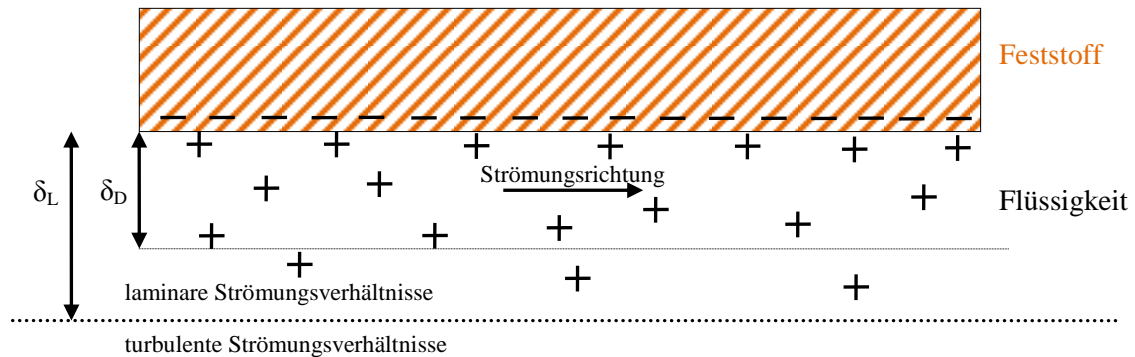 Feststoff
Strömungsrichtung
δL
δD
Flüssigkeit
laminare Strömungsverhältnisse
turbulente Strömungsverhältnisse